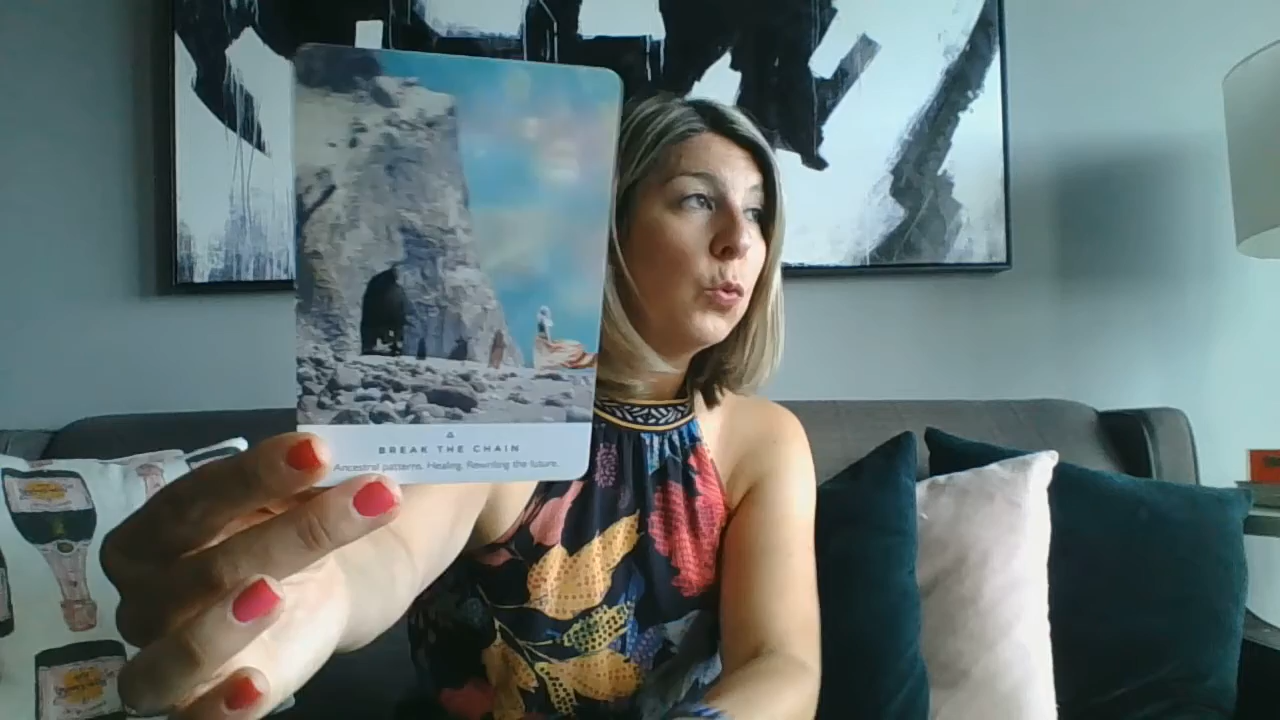 BREAK THE CHAIN
Ancestral patterns. Healing. Rewriting the future.